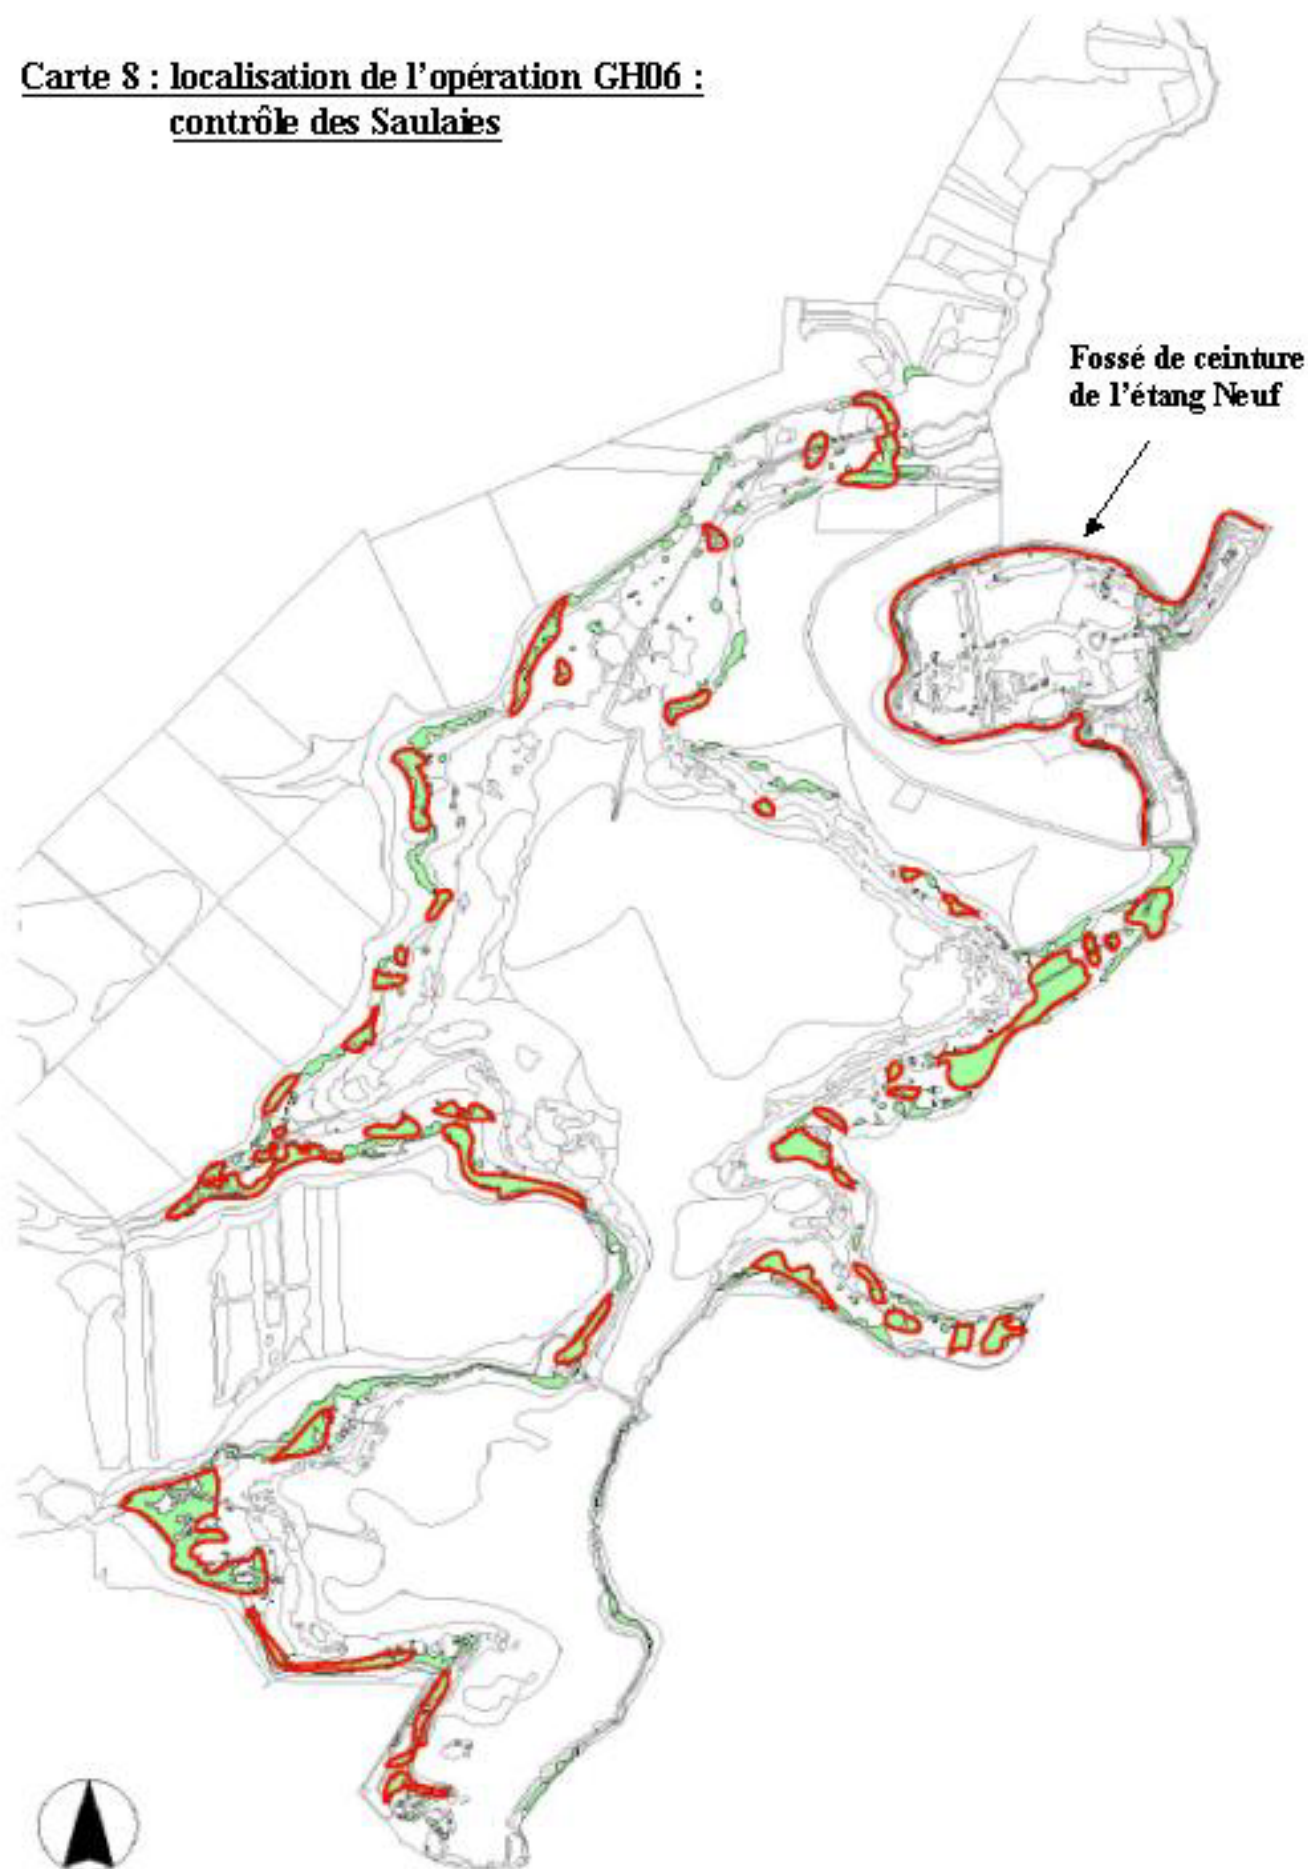 Carte 8 : localisation de l'opération GH06 :
contrôle des Saulaies
Fossé de ceinture
de l'étang Neuf